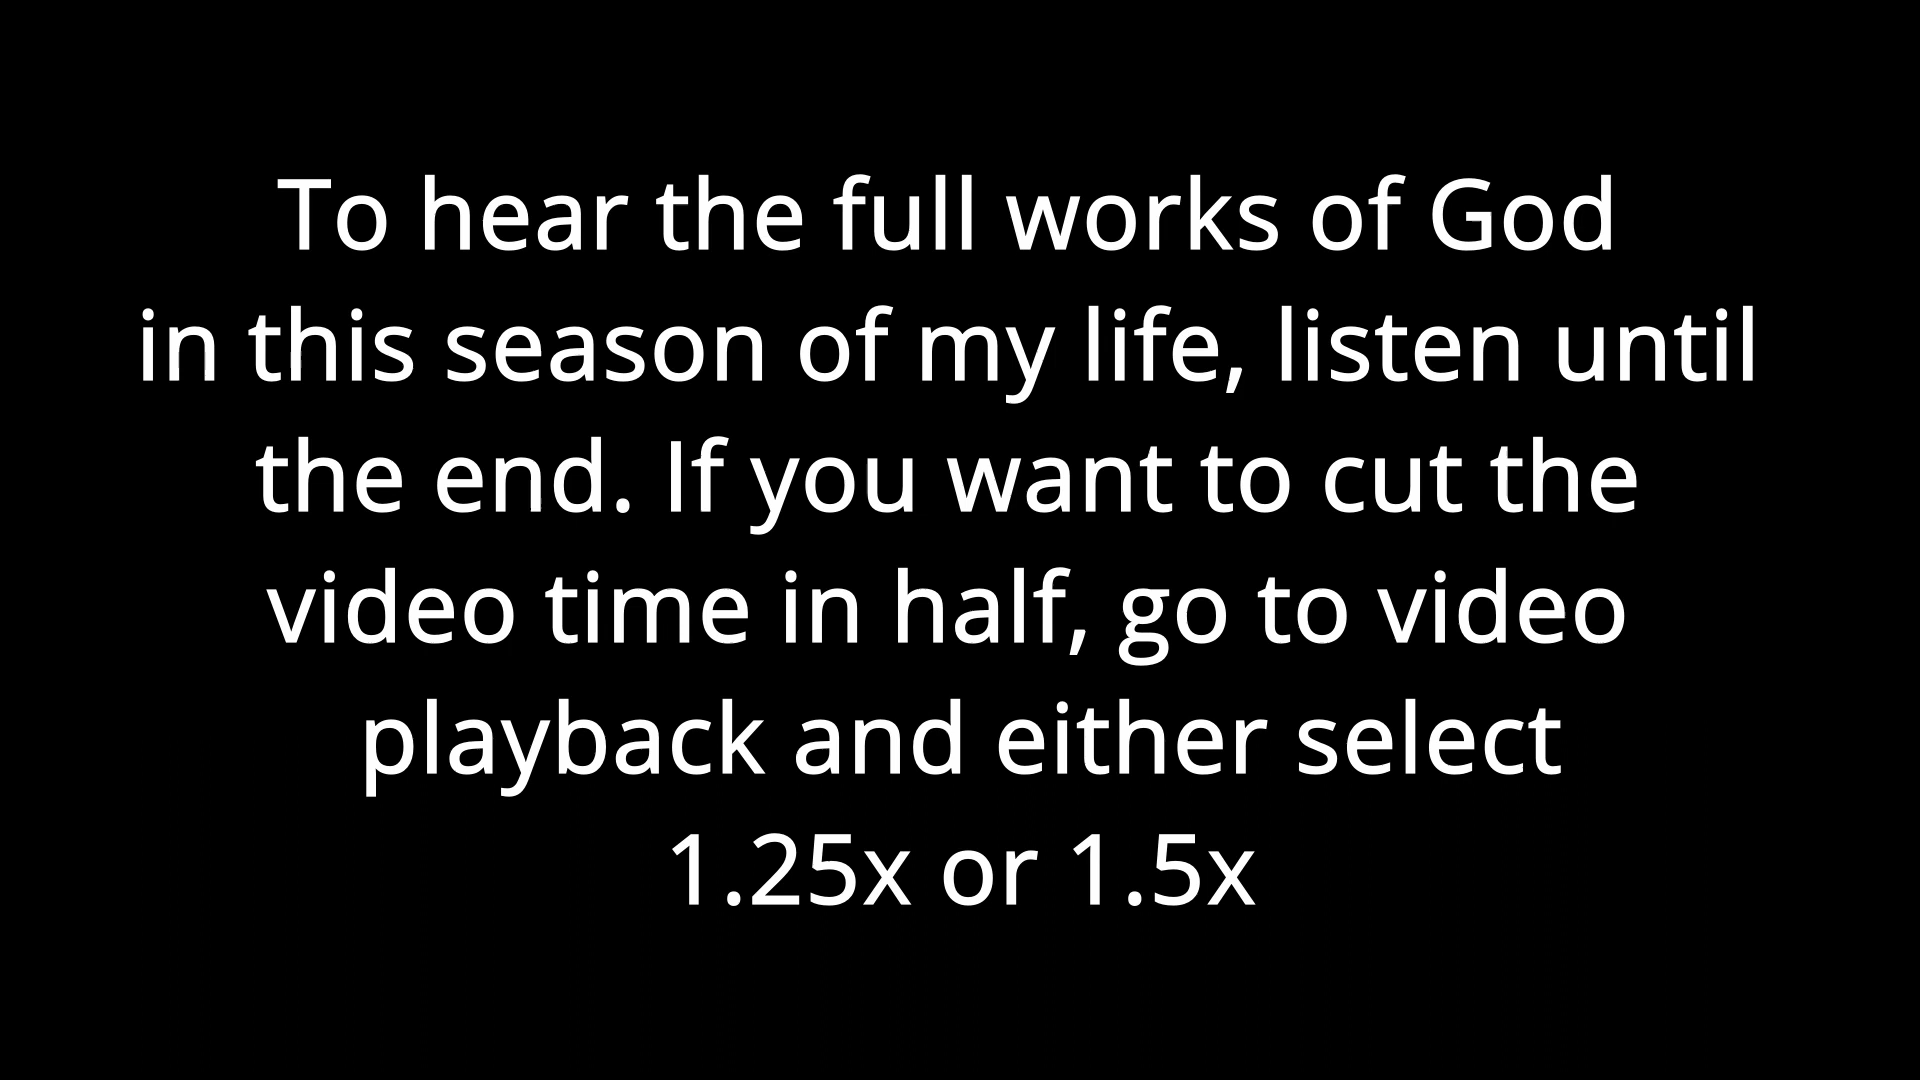 To hear the full works of God
in this season of my life, listen until
the end. If you want to cut the
video time in half, go to video
playback and either select
1.25x or 1.5x